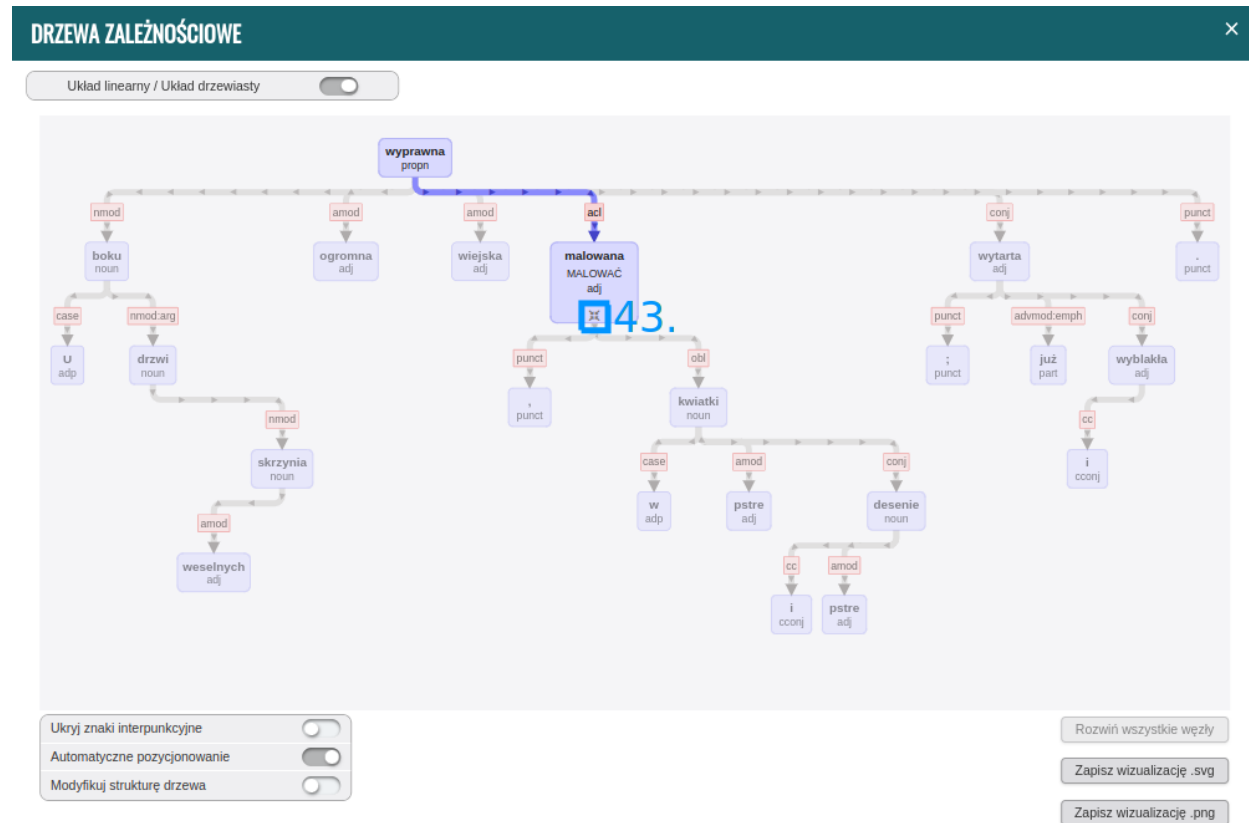 DRZEWA ZALEŻNOŚCIOWE
×
Układ linearny / Układ drzewiasty
wyprawna
propn
nmod amod amod acl conj punct
boku ogromna wiejska malowana wytarta .
noun adj adj MALOWAĆ adj punct
adj
43.
case nmod:arg punct advmod:emph conj
U drzwi ; już wyblakła
adp noun punct part adj
punct obl
, kwiatki
punct noun
nmod cc
skrzynia i
noun cconj
case amod conj
w pstre desenie
adp adj noun
amod
weselnych
adj
cc amod
i pstre
cconj adj
Ukryj znaki interpunkcyjne
Automatyczne pozycjonowanie
Modyfikuj strukturę drzewa
Rozwiń wszystkie węzły
Zapisz wizualizację .svg
Zapisz wizualizację .png